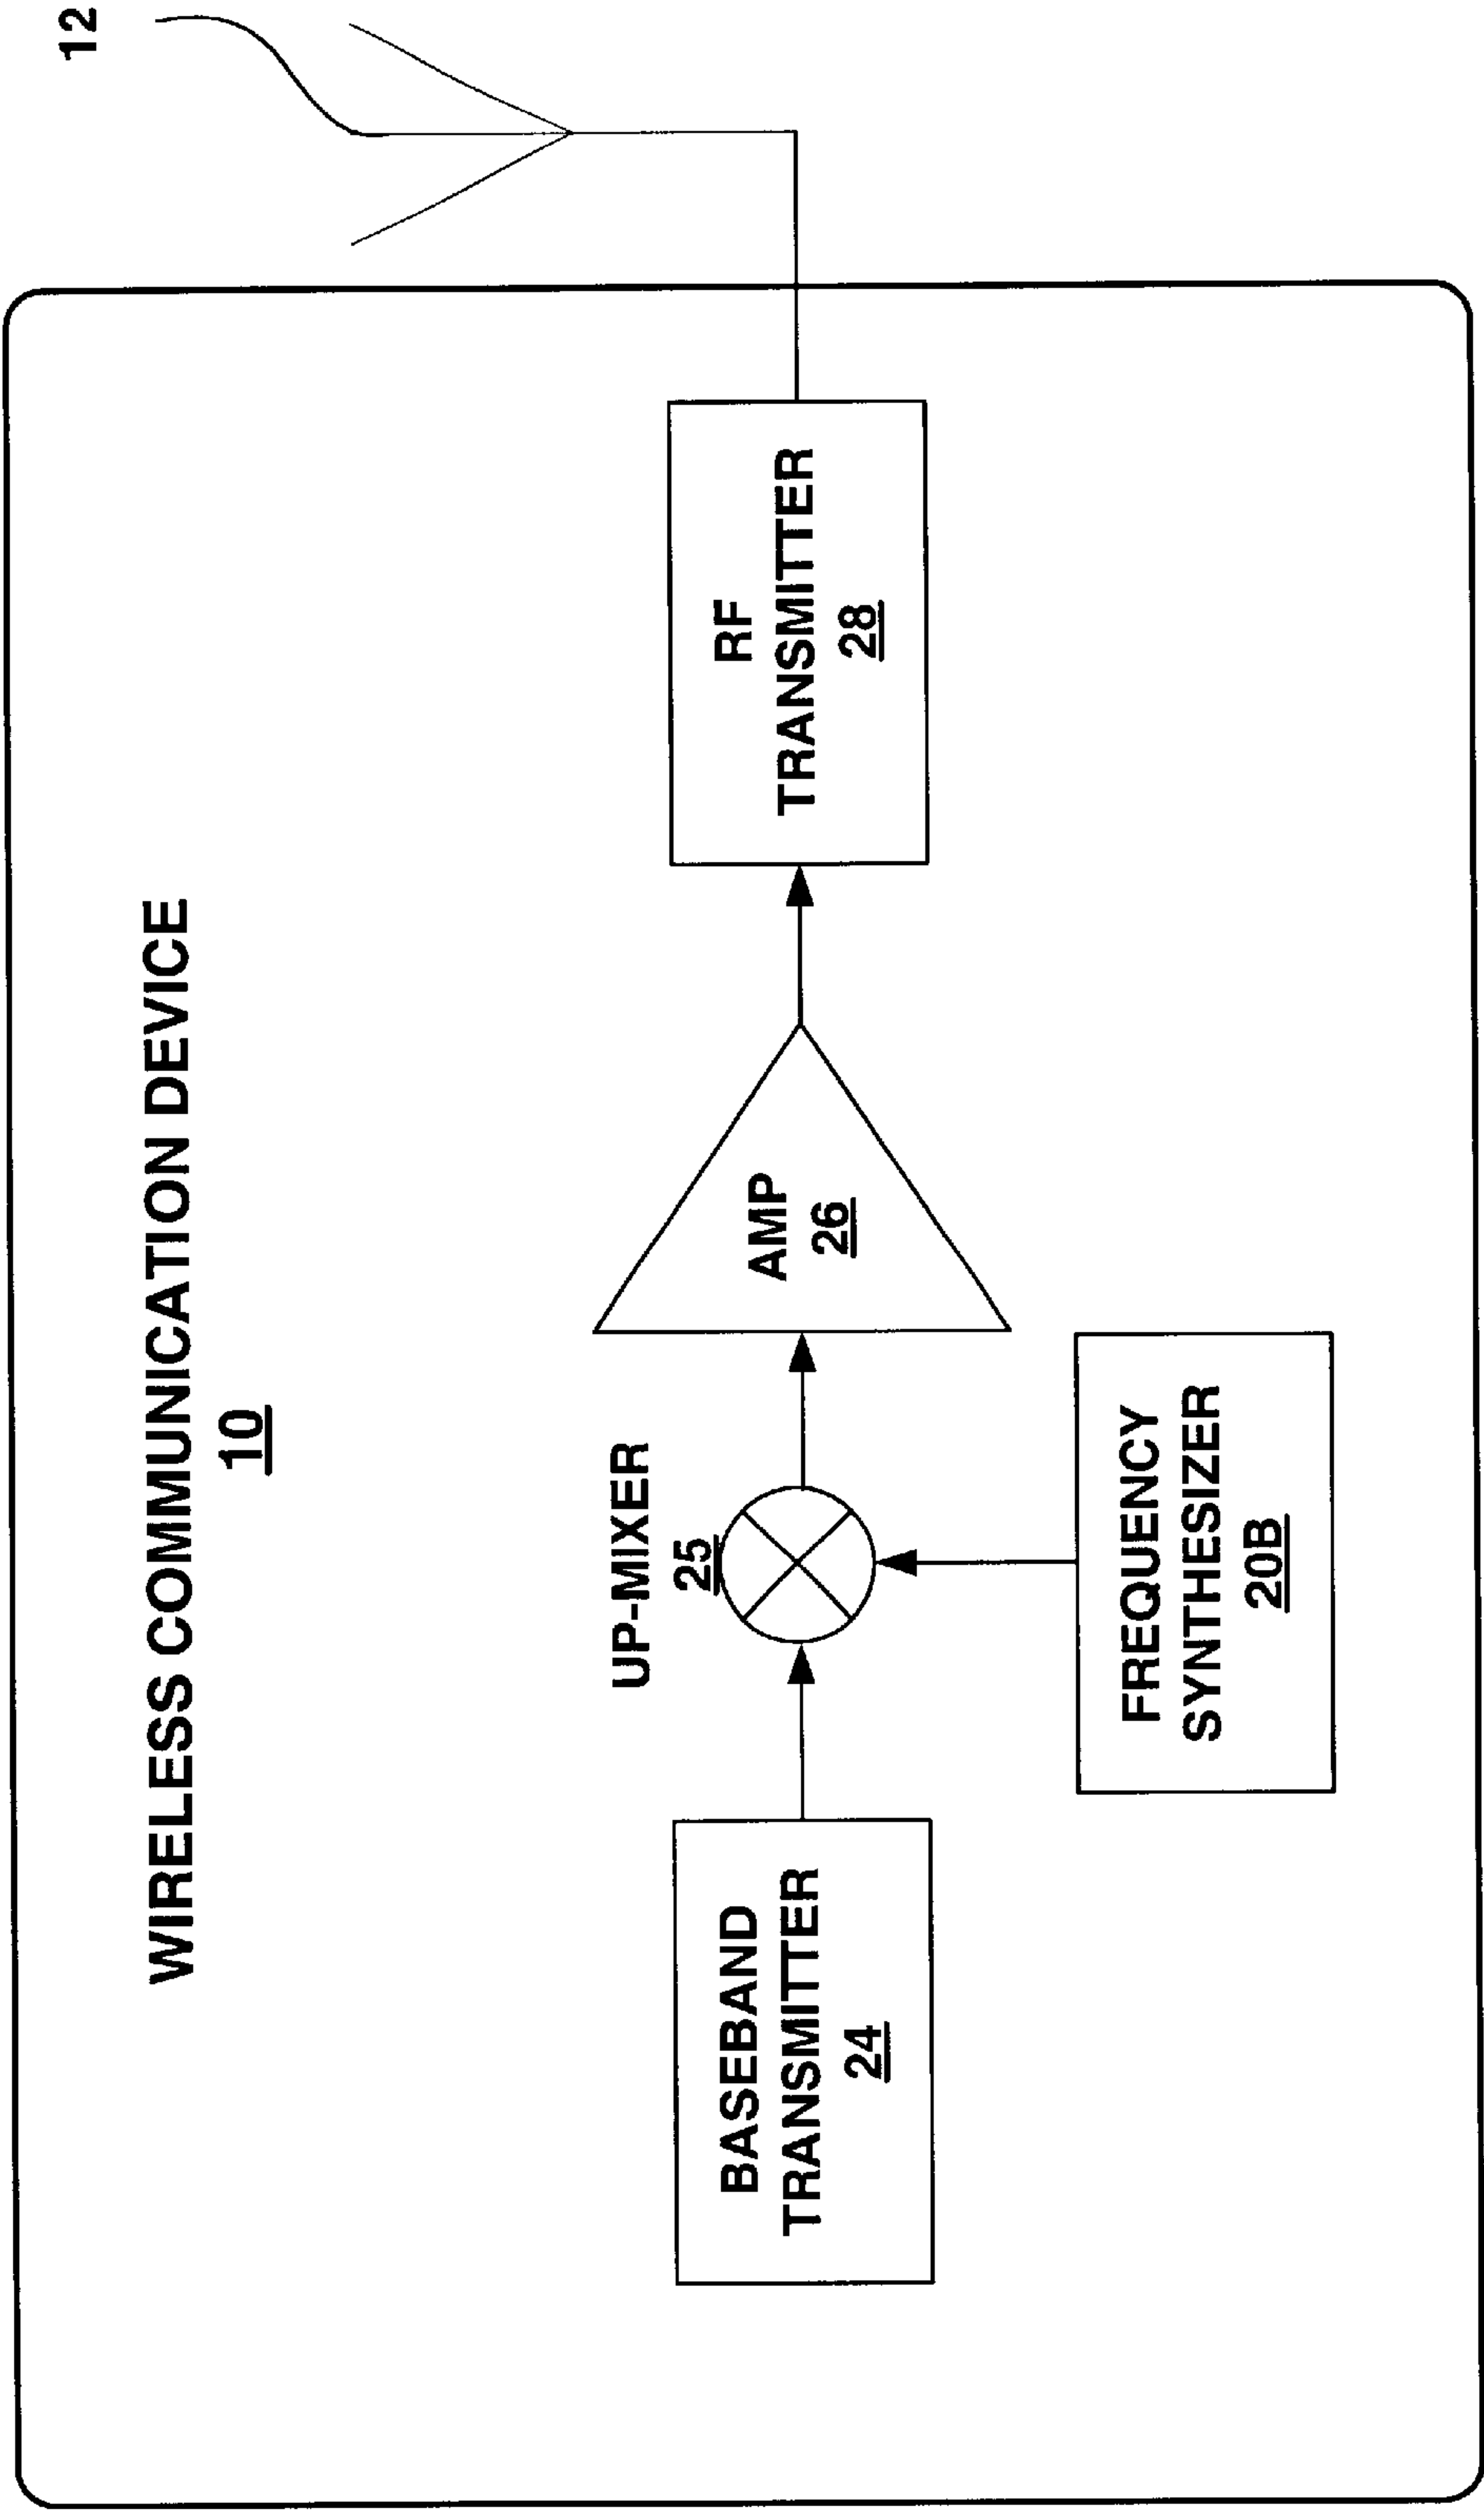 WIRELESS COMMUNICATION DEVICE
10
12
BASEBAND
TRANSMITTER
24
UP-MIXER
25
FREQUENCY
SYNTHESIZER
20B
AMP
26
RF
TRANSMITTER
28